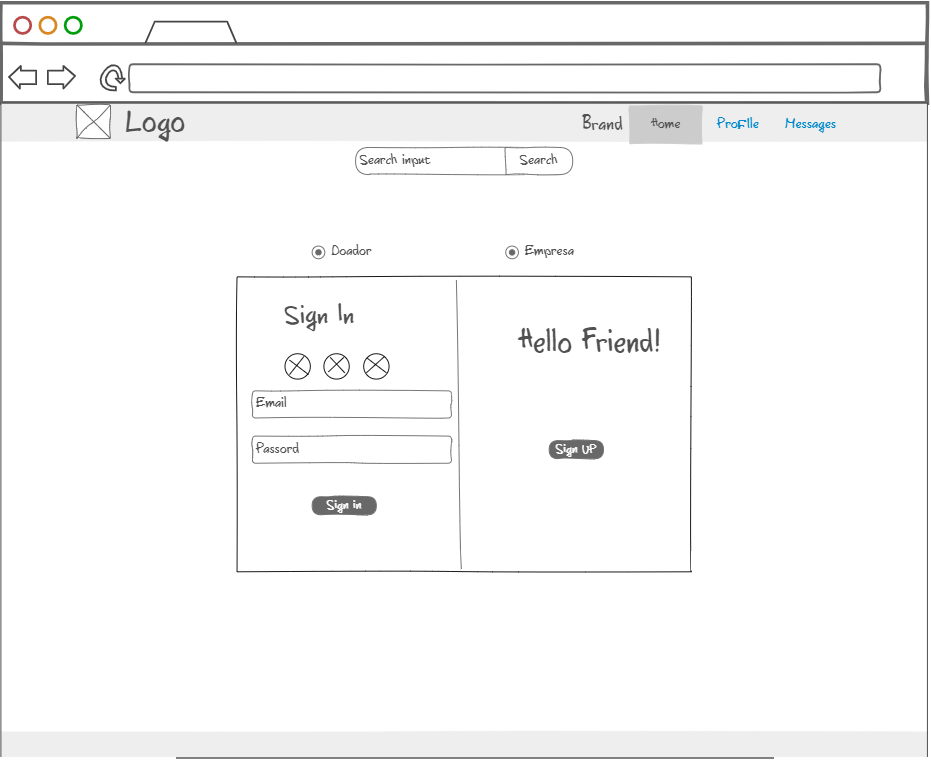 Logo
Brand Home ProFIle Messages
Search input Search
Doador Empresa
Sign In
Hello Friend!
Email
Passord
Sign UP
Sign in